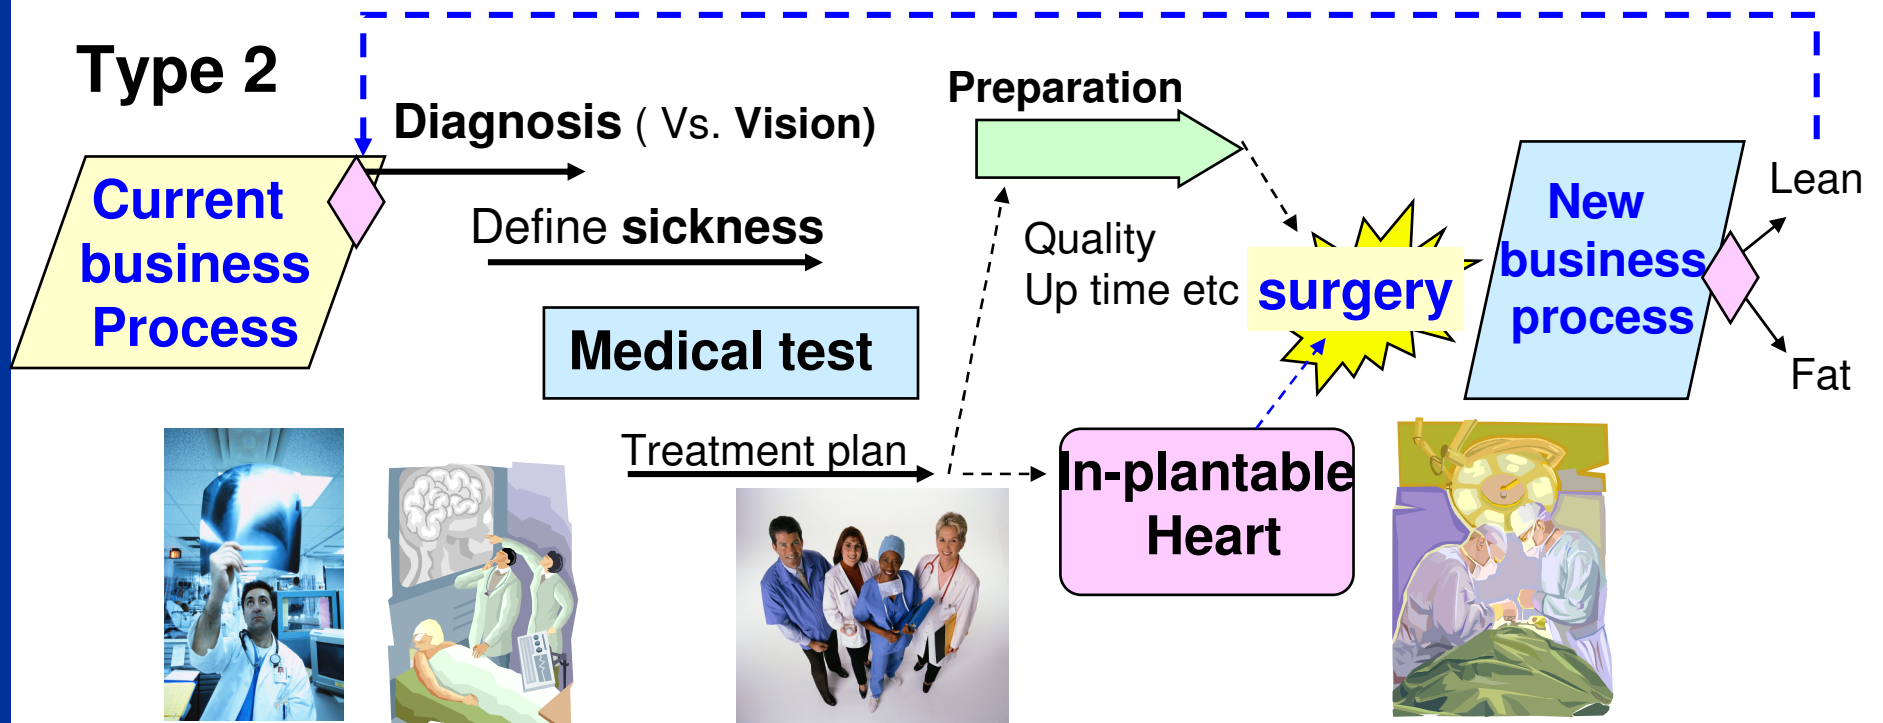 Type 2
Diagnosis ( Vs. Vision)
Preparation
Current
business
Process
Define sickness
Quality
Up time etc
surgery
New
business
process
Lean
Fat
Medical test
Treatment plan
In-plantable
Heart